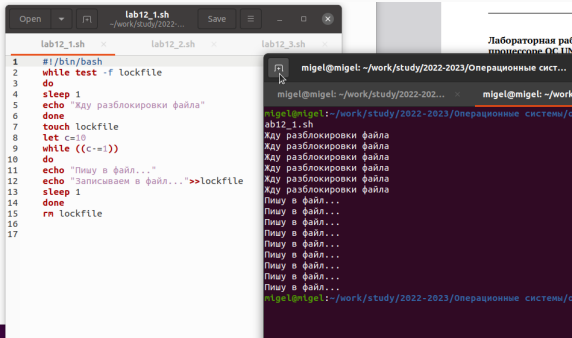 Open
lab12_1.sh
~/work/study/2022-...
Save
lab12_1.sh
lab12_2.sh
lab12_3.sh
1 #!/bin/bash
2 while test -f lockfile
3 do
4 sleep 1
5 echo "Жду разблокировки файла"
6 done
7 touch lockfile
8 let c=10
9 while ((c-=1))
10 do
11 echo "Пишу в файл..."
12 echo "Записываем в файл...">>lockfile
13 sleep 1
14 done
15 rm lockfile
16
17
Лабораторная
процессоре ОС
migel@migel: ~/work/study/2022-2023/Операционные сист...
migel@migel: ~/work/study/2022-202...
migel@migel: ~/wor
migel@migel:~/work/study/2022-2023/Операционные системы/
ab12_1.sh
Жду разблокировки файла
Жду разблокировки файла
Жду разблокировки файла
Жду разблокировки файла
Жду разблокировки файла
Пишу в файл...
Пишу в файл...
Пишу в файл...
Пишу в файл...
Пишу в файл...
Пишу в файл...
Пишу в файл...
Пишу в файл...
Пишу в файл...
migel@migel:~/work/study/2022-2023/Операционные системы/